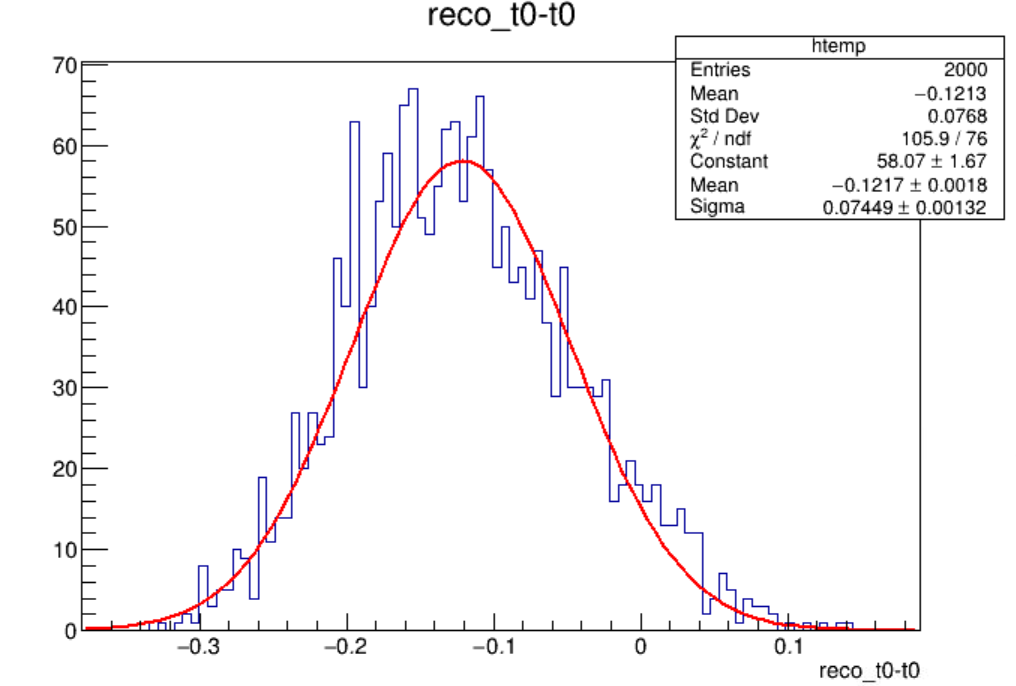 reco_t0-t0
htemp
Entries 2000
Mean −0.1213
Std Dev 0.0768
χ² / ndf 105.9 / 76
Constant 58.07 ± 1.67
Mean −0.1217 ± 0.0018
Sigma 0.07449 ± 0.00132
70
60
50
40
30
20
10
0
−0.3 −0.2 −0.1 0 0.1
reco_t0-t0